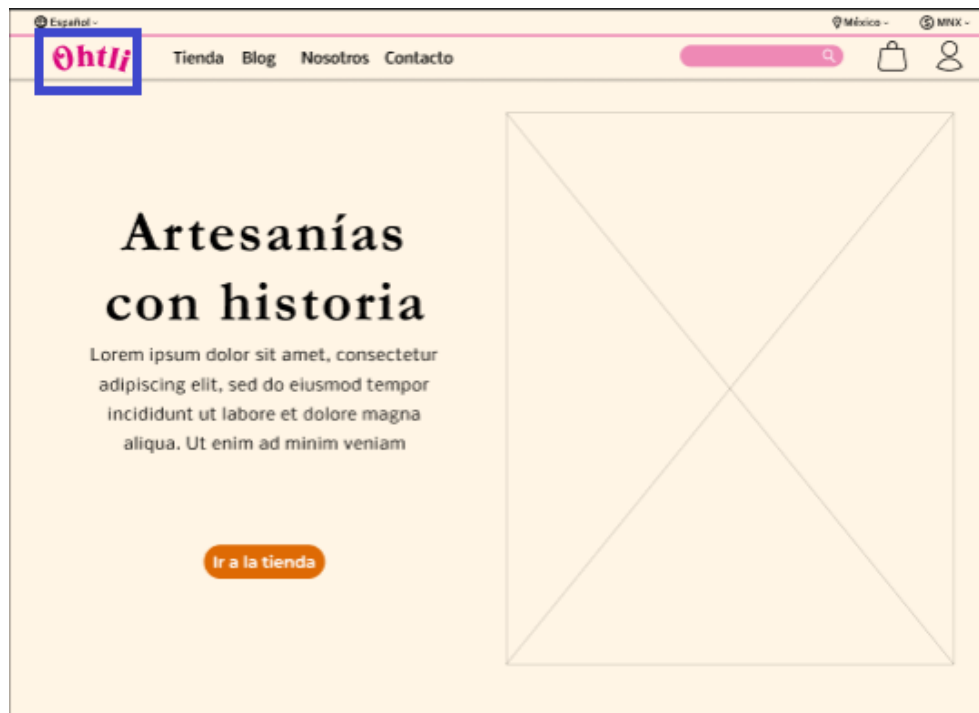 Español
México
MNX
Ohtli
Tienda Blog Nosotros Contacto
Artesanías
con historia
Lorem ipsum dolor sit amet, consectetur
adipiscing elit, sed do eiusmod tempor
incididunt ut labore et dolore magna
aliqua. Ut enim ad minim veniam
Ir a la tienda